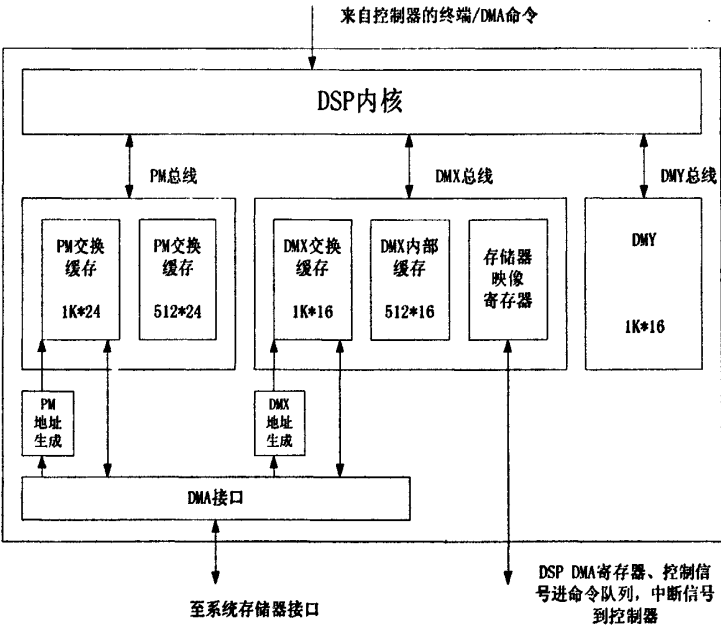 来自控制器的终端/DMA命令
DSP内核
PM总线
DMX总线
DMY总线
PM交换
缓存
1K*24
PM交换
缓存
512*24
DMX交换
缓存
1K*16
DMX内部
缓存
512*16
存储器
映像
寄存器
DMY
1K*16
PM
地址
生成
DMX
地址
生成
DMA接口
至系统存储器接口
DSP DMA寄存器、控制信
号进命令队列，中断信号
到控制器